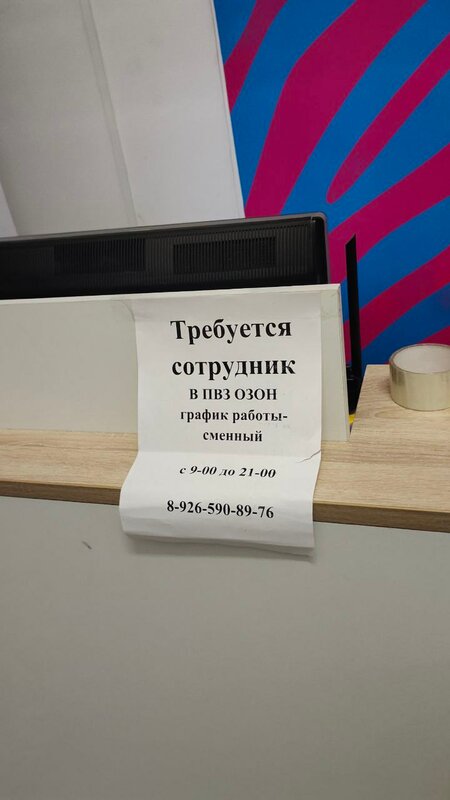 Требуется
сотрудник
В ПВЗ ОЗОН
график работы-
сменный
с 9-00 до 21-00
8-926-590-89-76